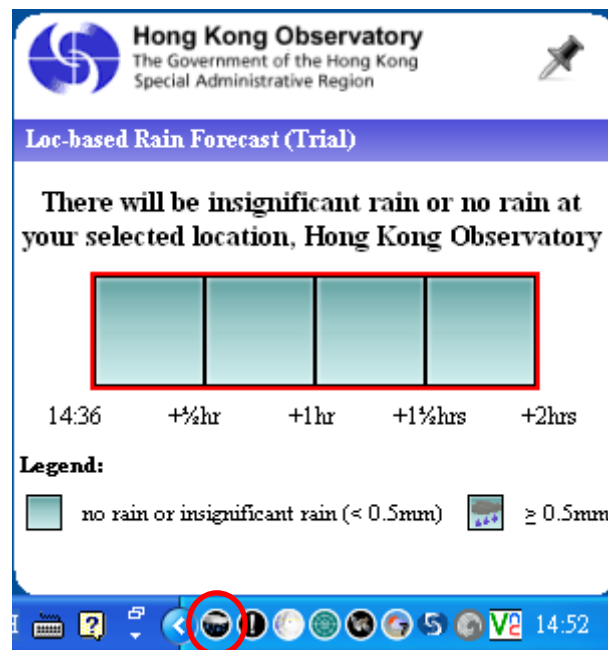 Hong Kong Observatory
The Government of the Hong Kong
Special Administrative Region
Loc-based Rain Forecast (Trial)
There will be insignificant rain or no rain at
your selected location, Hong Kong Observatory
14:36 +½hr +1hr +1½hrs +2hrs
Legend:
no rain or insignificant rain (< 0.5mm) ≥ 0.5mm
14:52